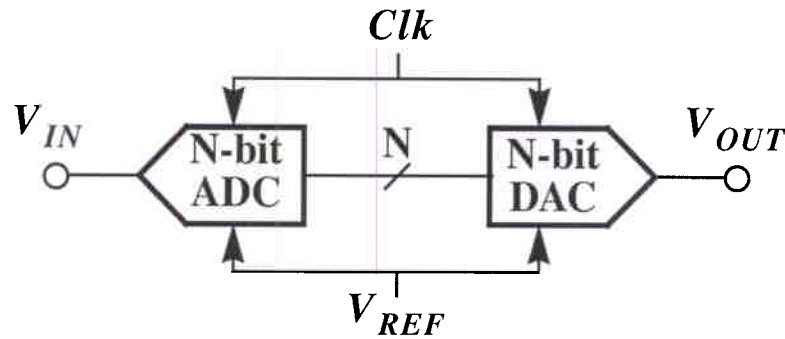 Clk
V_IN
N-bit
ADC
N
N-bit
DAC
V_OUT
V_REF